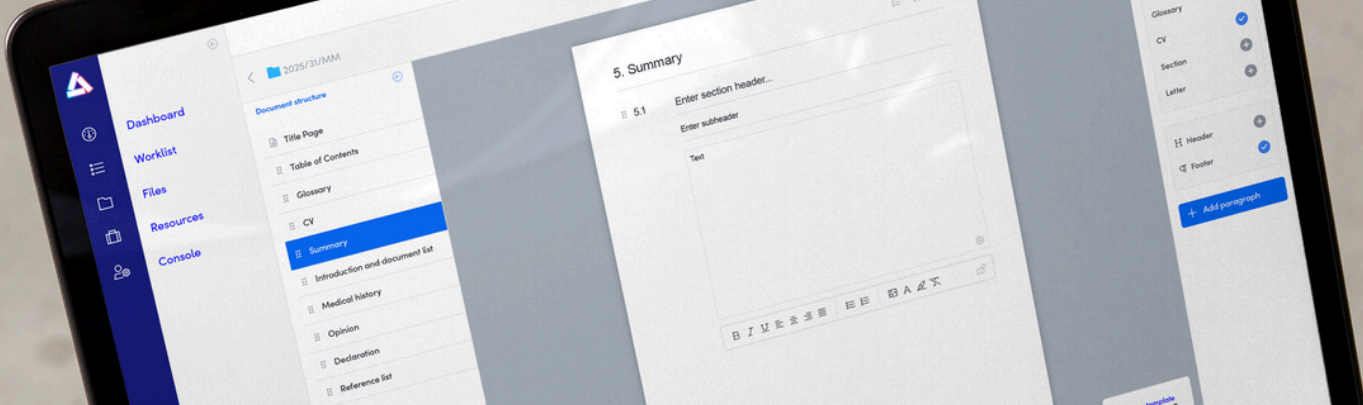 Dashboard
Worklist
Files
Resources
Console
2025/31/MM
Document structure
Title Page
Table of Contents
Glossary
CV
Summary
Introduction and document list
Medical history
Opinion
Declaration
Reference list
5. Summary
5.1 Enter section header...
Enter subheader
Text
B I U A
Glossary
CV
Section
Letter
H Header
¶ Footer
+ Add paragraph